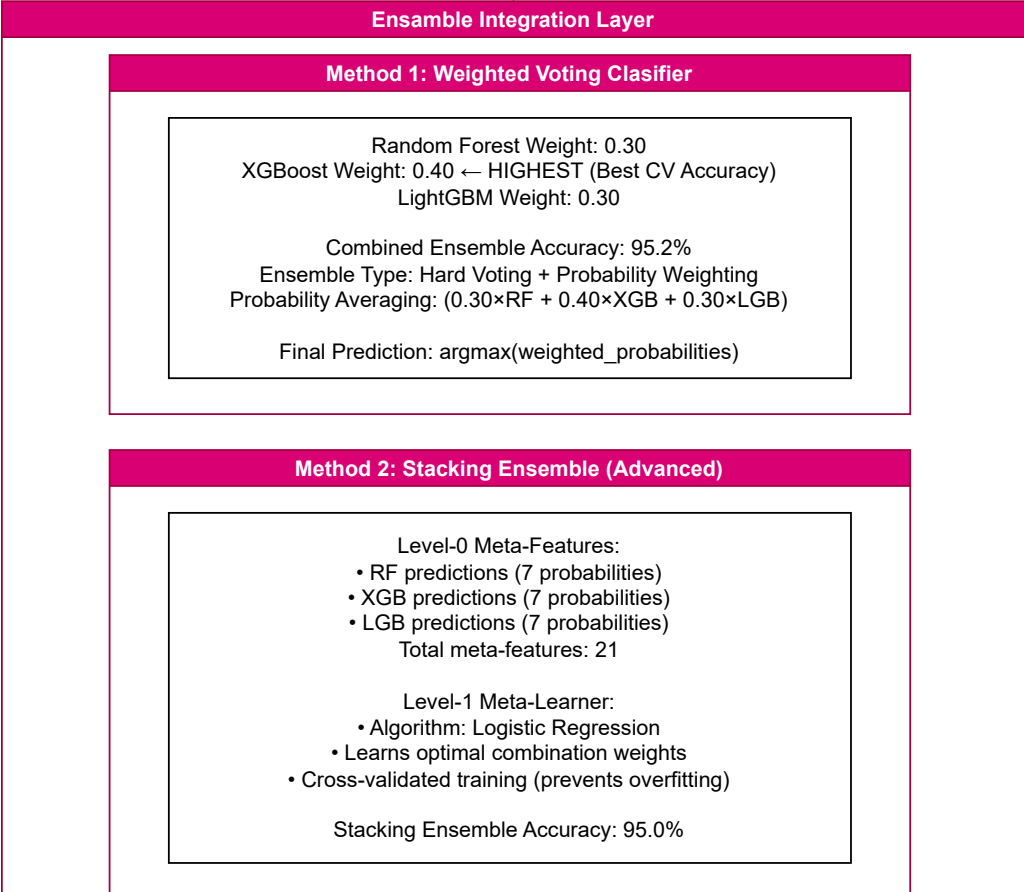 Ensamble Integration Layer
Method 1: Weighted Voting Clasifier
Random Forest Weight: 0.30
XGBoost Weight: 0.40 ← HIGHEST (Best CV Accuracy)
LightGBM Weight: 0.30
Combined Ensemble Accuracy: 95.2%
Ensemble Type: Hard Voting + Probability Weighting
Probability Averaging: (0.30×RF + 0.40×XGB + 0.30×LGB)
Final Prediction: argmax(weighted_probabilities)
Method 2: Stacking Ensemble (Advanced)
Level-0 Meta-Features:
• RF predictions (7 probabilities)
• XGB predictions (7 probabilities)
• LGB predictions (7 probabilities)
Total meta-features: 21
Level-1 Meta-Learner:
• Algorithm: Logistic Regression
• Learns optimal combination weights
• Cross-validated training (prevents overfitting)
Stacking Ensemble Accuracy: 95.0%